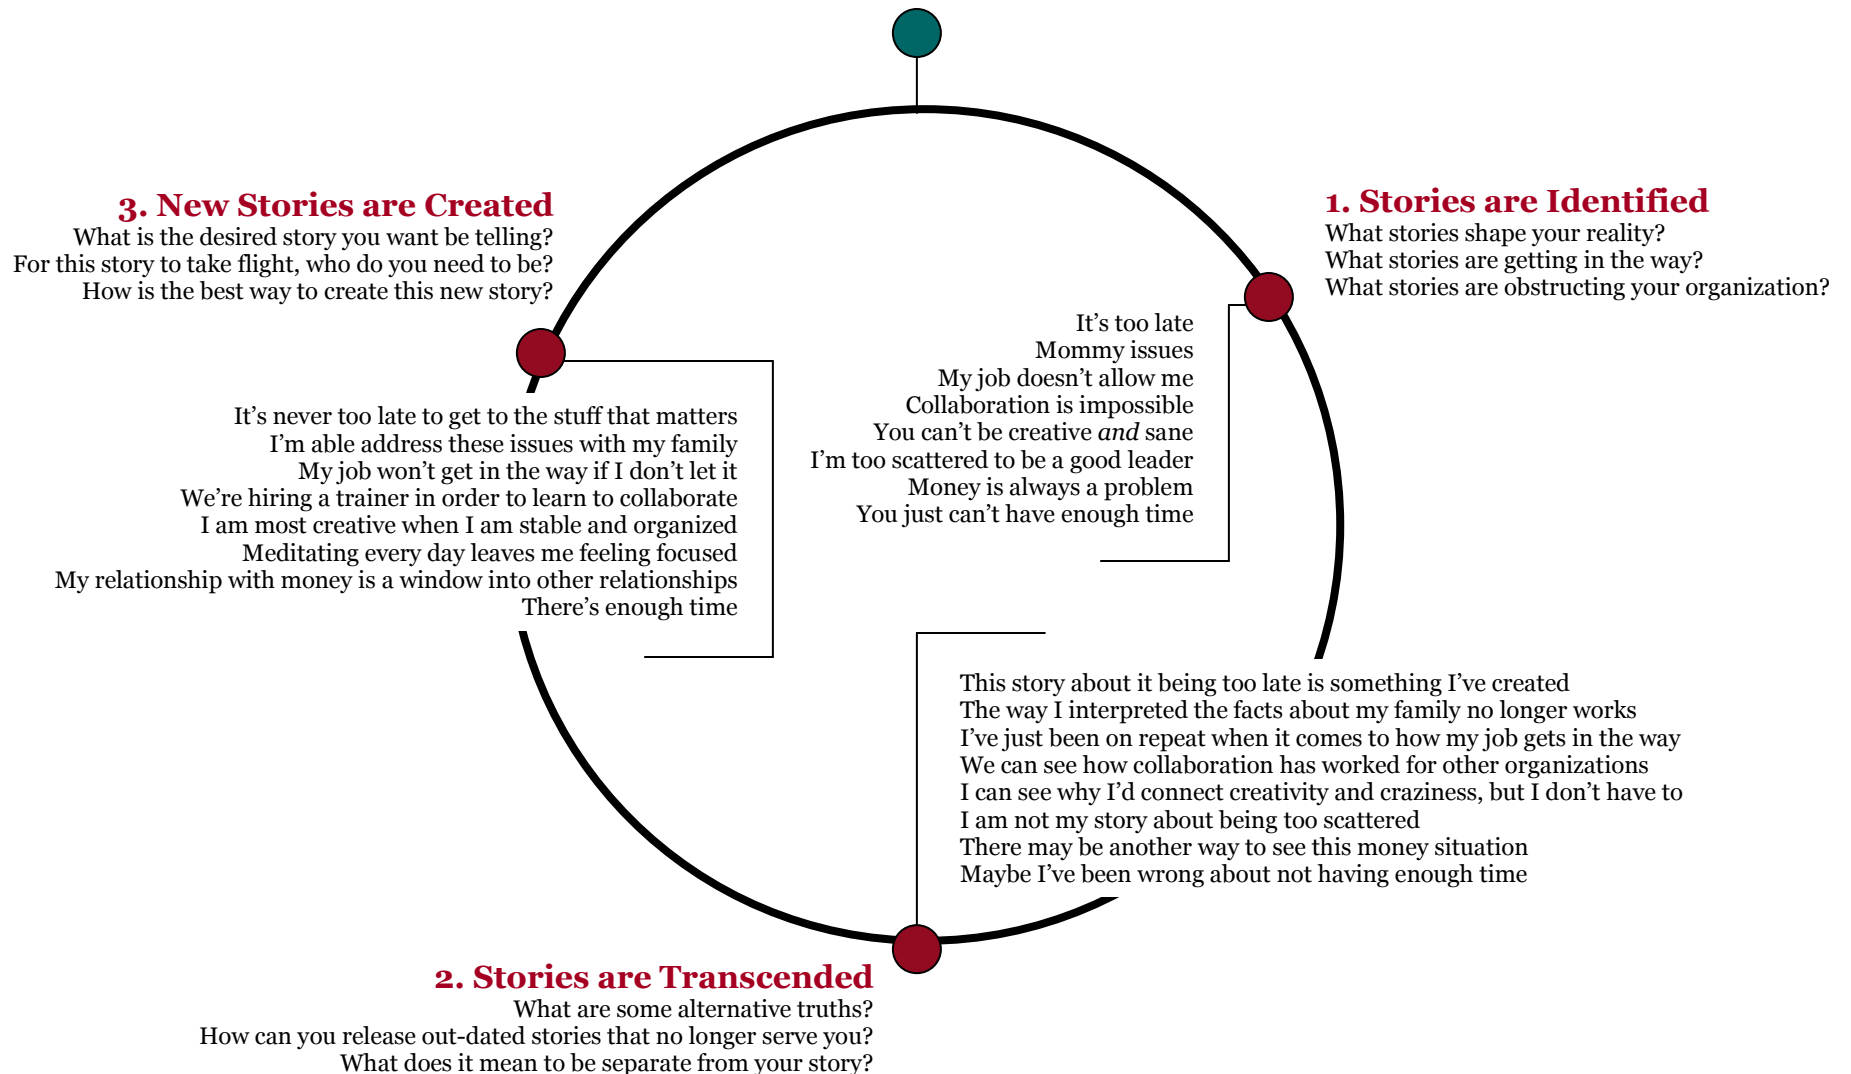 3. New Stories are Created
What is the desired story you want be telling?
For this story to take flight, who do you need to be?
How is the best way to create this new story?
1. Stories are Identified
What stories shape your reality?
What stories are getting in the way?
What stories are obstructing your organization?
It's too late
Mommy issues
My job doesn't allow me
Collaboration is impossible
You can't be creative and sane
I'm too scattered to be a good leader
Money is always a problem
You just can't have enough time
It's never too late to get to the stuff that matters
I'm able address these issues with my family
My job won't get in the way if I don't let it
We're hiring a trainer in order to learn to collaborate
I am most creative when I am stable and organized
Meditating every day leaves me feeling focused
My relationship with money is a window into other relationships
There's enough time
This story about it being too late is something I've created
The way I interpreted the facts about my family no longer works
I've just been on repeat when it comes to how my job gets in the way
We can see how collaboration has worked for other organizations
I can see why I'd connect creativity and craziness, but I don't have to
I am not my story about being too scattered
There may be another way to see this money situation
Maybe I've been wrong about not having enough time
2. Stories are Transcended
What are some alternative truths?
How can you release out-dated stories that no longer serve you?
What does it mean to be separate from your story?